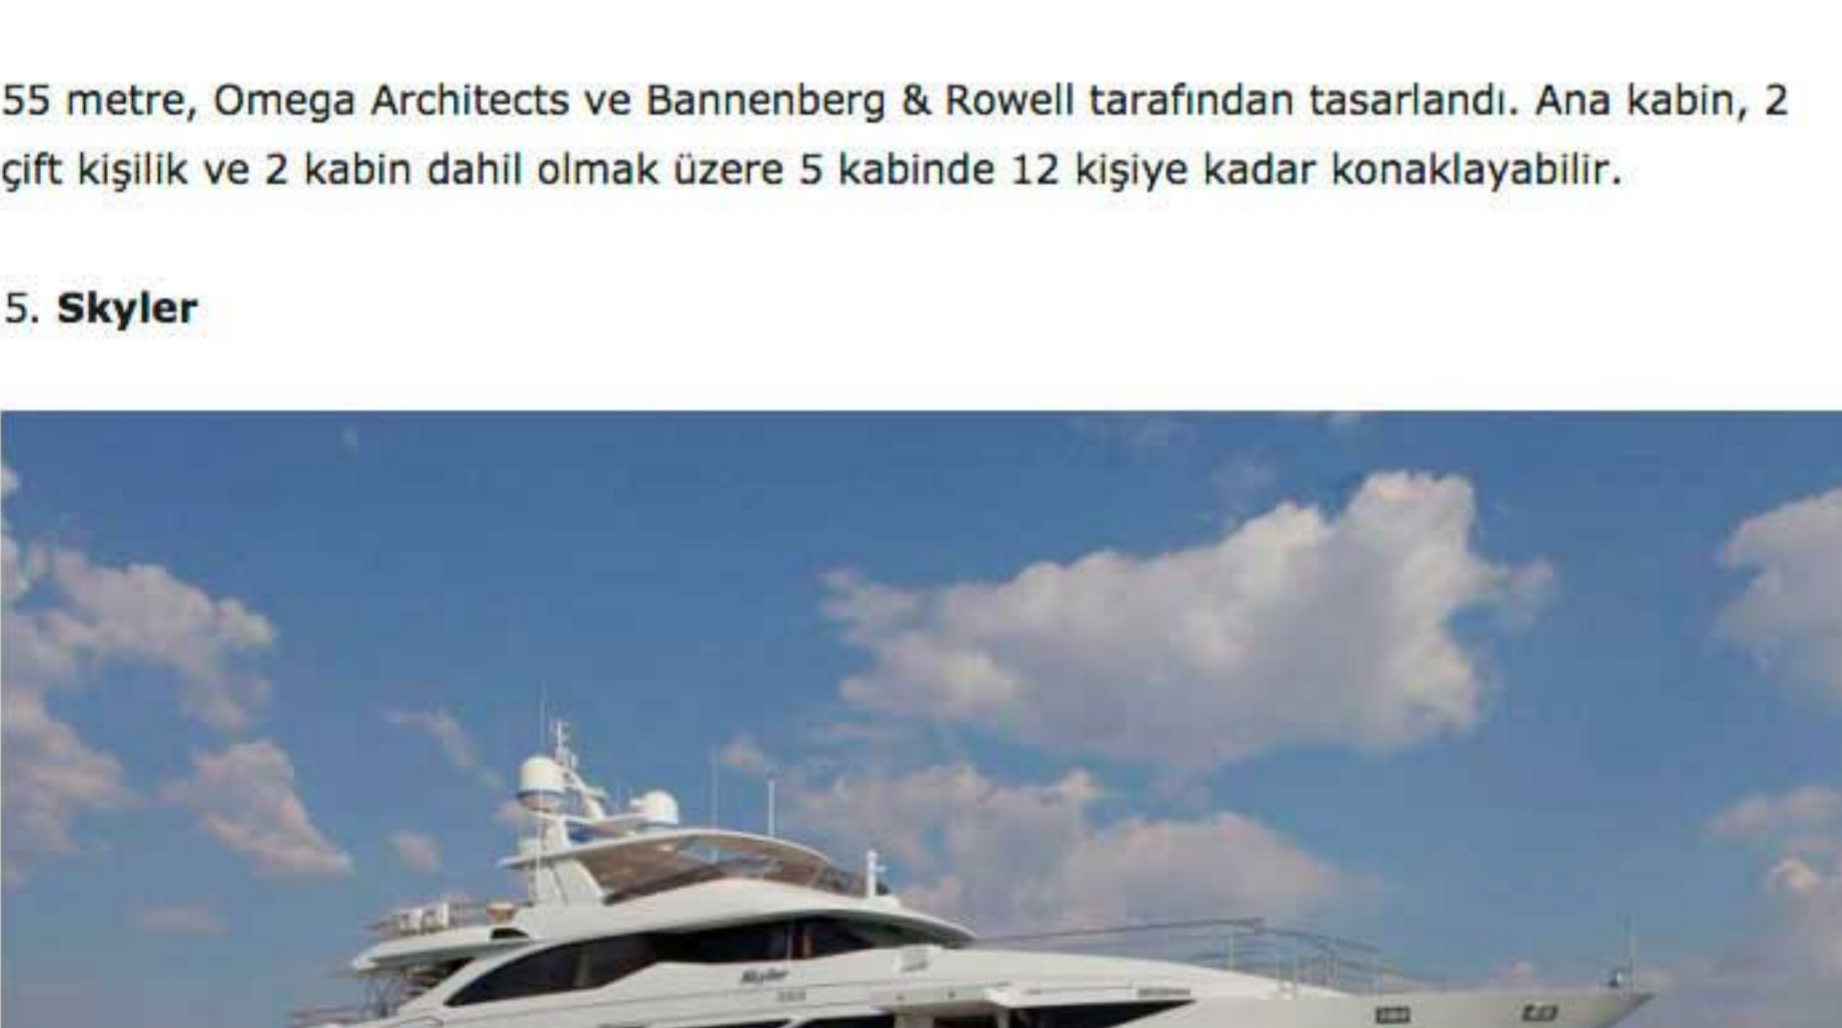 55 metre, Omega Architects ve Bannenberg & Rowell tarafından tasarlandı. Ana kabin, 2
çift kişilik ve 2 kabin dahil olmak üzere 5 kabinde 12 kişiye kadar konaklayabilir.
5. Skyler
Skyler